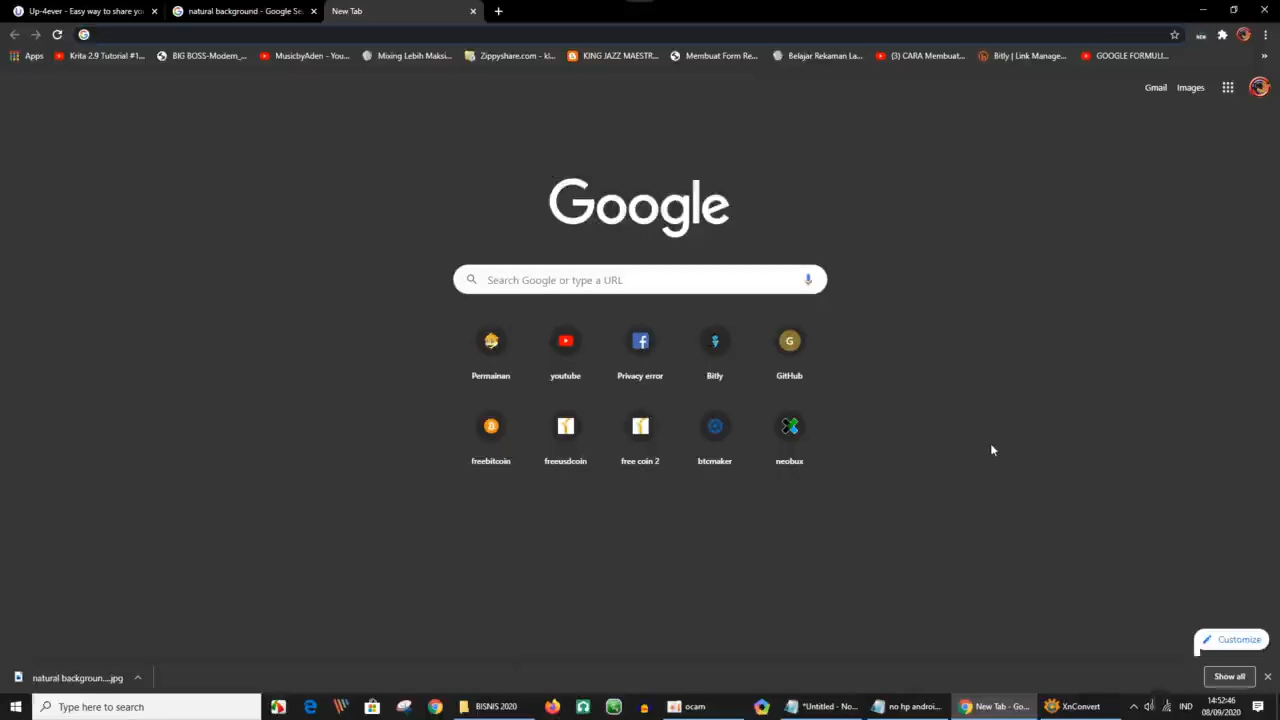 Up-4ever - Easy way to share yo
natural background - Google Se
New Tab
Apps
Krita 2.9 Tutorial #1...
BIG BOSS-Modern_...
MusicbyAden - You...
Mixing Lebih Maksi...
Zippyshare.com - ki...
KING JAZZ MAESTR...
Membuat Form Re...
Belajar Rekaman La...
(3) CARA Membuat...
Bitly | Link Manage...
GOOGLE FORMULI...
»
Gmail
Images
Google
Search Google or type a URL
G
Permainan
youtube
Privacy error
Bitly
GitHub
freebitcoin
freeusdcoin
free coin 2
btcmaker
neobux
Customize
natural backgroun....jpg
Show all
Type here to search
BISNIS 2020
ocam
*Untitled - No...
no hp androi...
New Tab - Go...
XnConvert
IND
14:52:46
08/09/2020